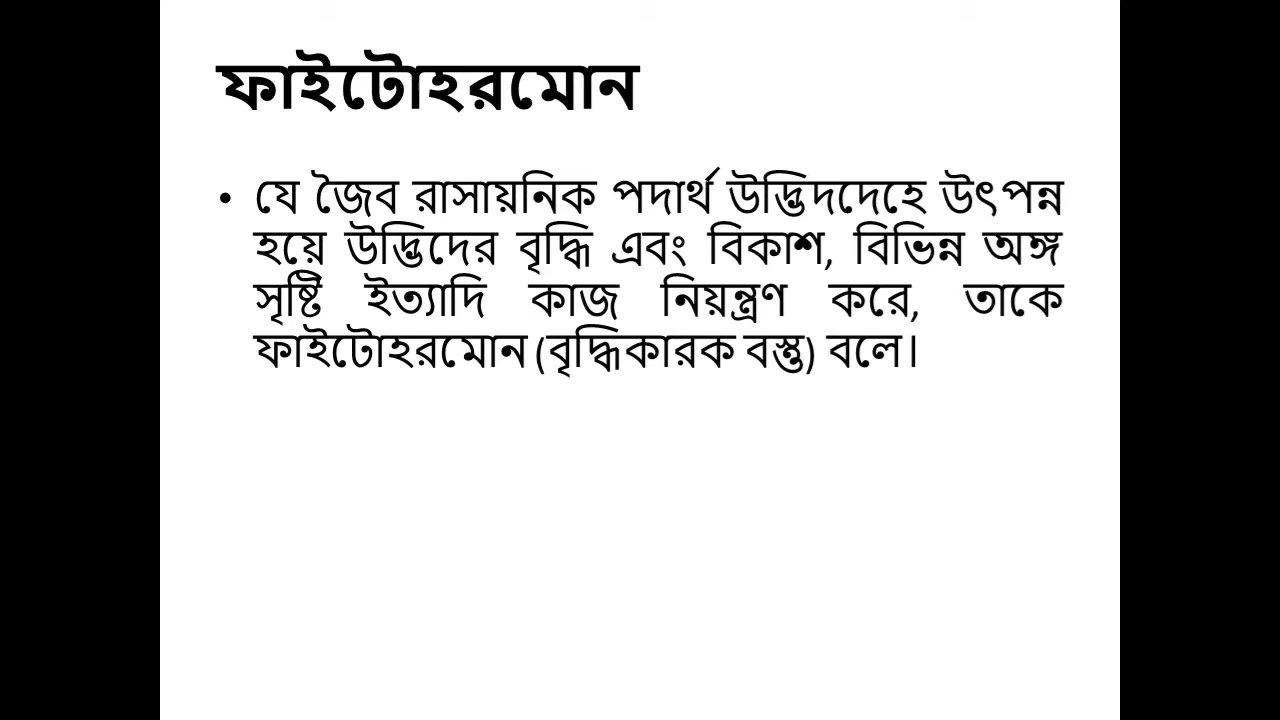 ফাইটোহরমোন
• যে জৈব রাসায়নিক পদার্থ উদ্ভিদদেহে উৎপন্ন
হয়ে উদ্ভিদের বৃদ্ধি এবং বিকাশ, বিভিন্ন অঙ্গ
সৃষ্টি ইত্যাদি কাজ নিয়ন্ত্রণ করে, তাকে
ফাইটোহরমোন (বৃদ্ধিকারক বস্তু) বলে।